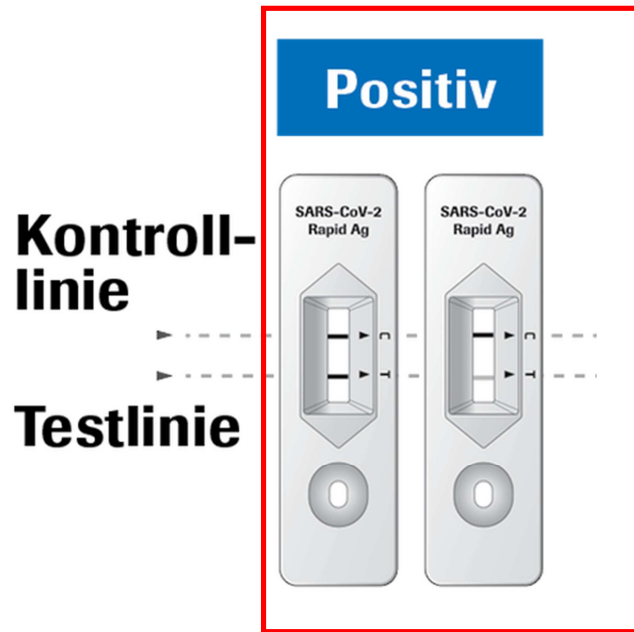 Positiv
SARS-CoV-2
Rapid Ag
SARS-CoV-2
Rapid Ag
Kontroll-
linie
C
C
T
T
Testlinie